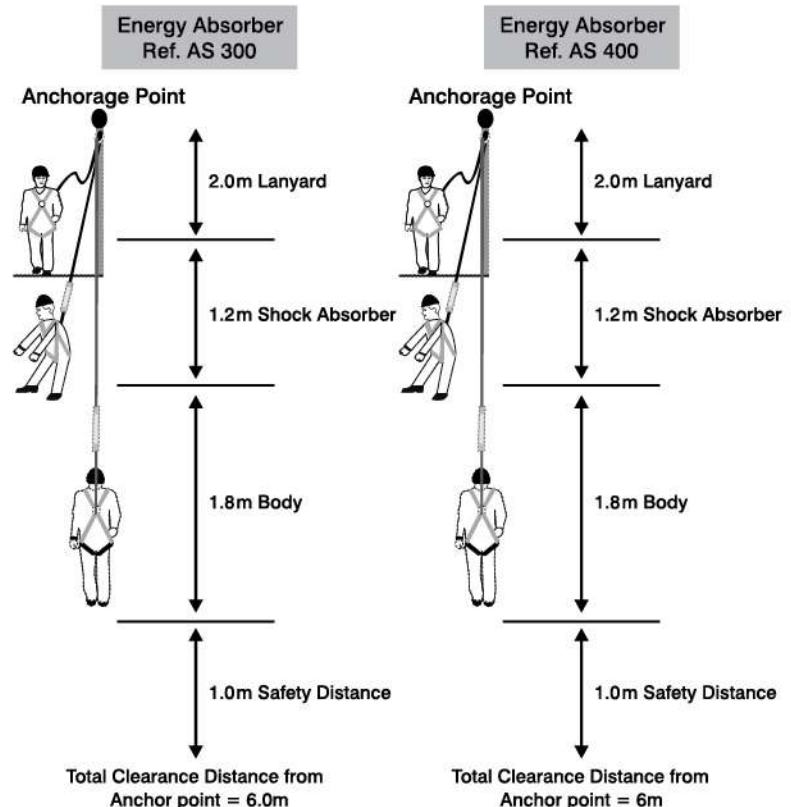 Energy Absorber
Ref. AS 300
Anchorage Point
2.0m Lanyard
1.2m Shock Absorber
1.8m Body
1.0m Safety Distance
Total Clearance Distance from
Anchor point = 6.0m
Energy Absorber
Ref. AS 400
Anchorage Point
2.0m Lanyard
1.2m Shock Absorber
1.8m Body
1.0m Safety Distance
Total Clearance Distance from
Anchor point = 6m